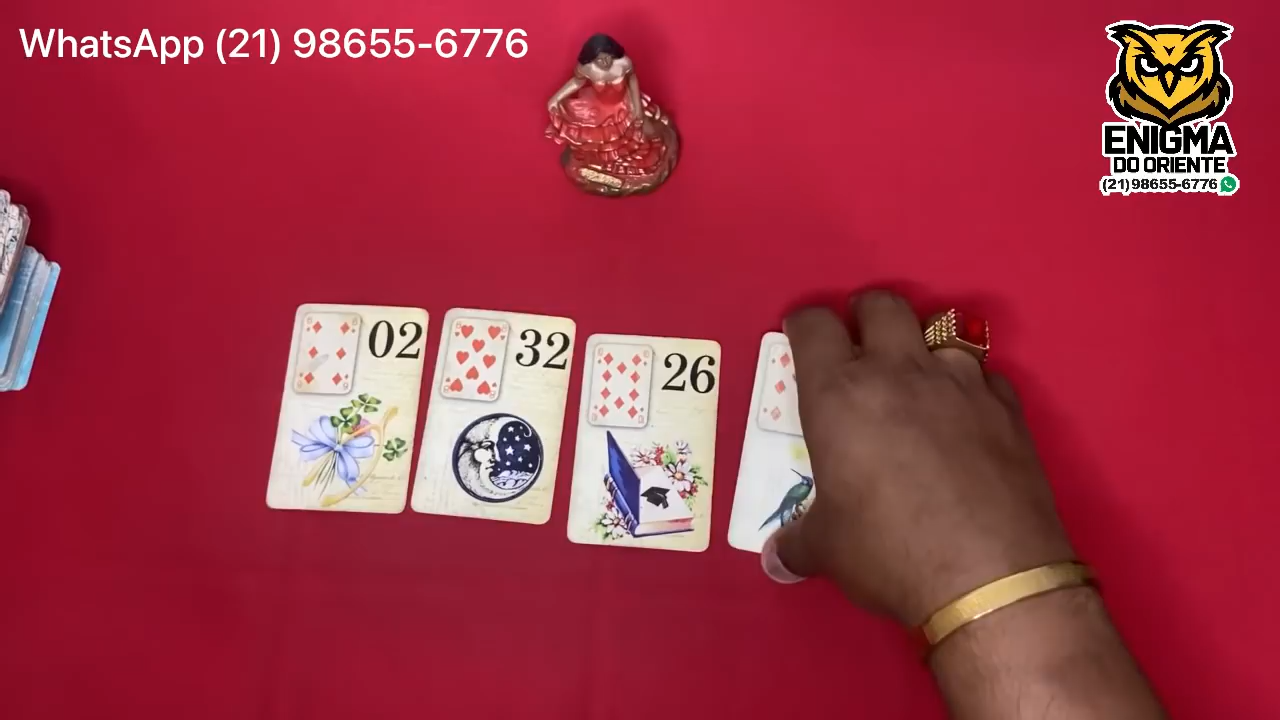 WhatsApp (21) 98655-6776
ENIGMA
DO ORIENTE
(21)98655-6776
02
32
26